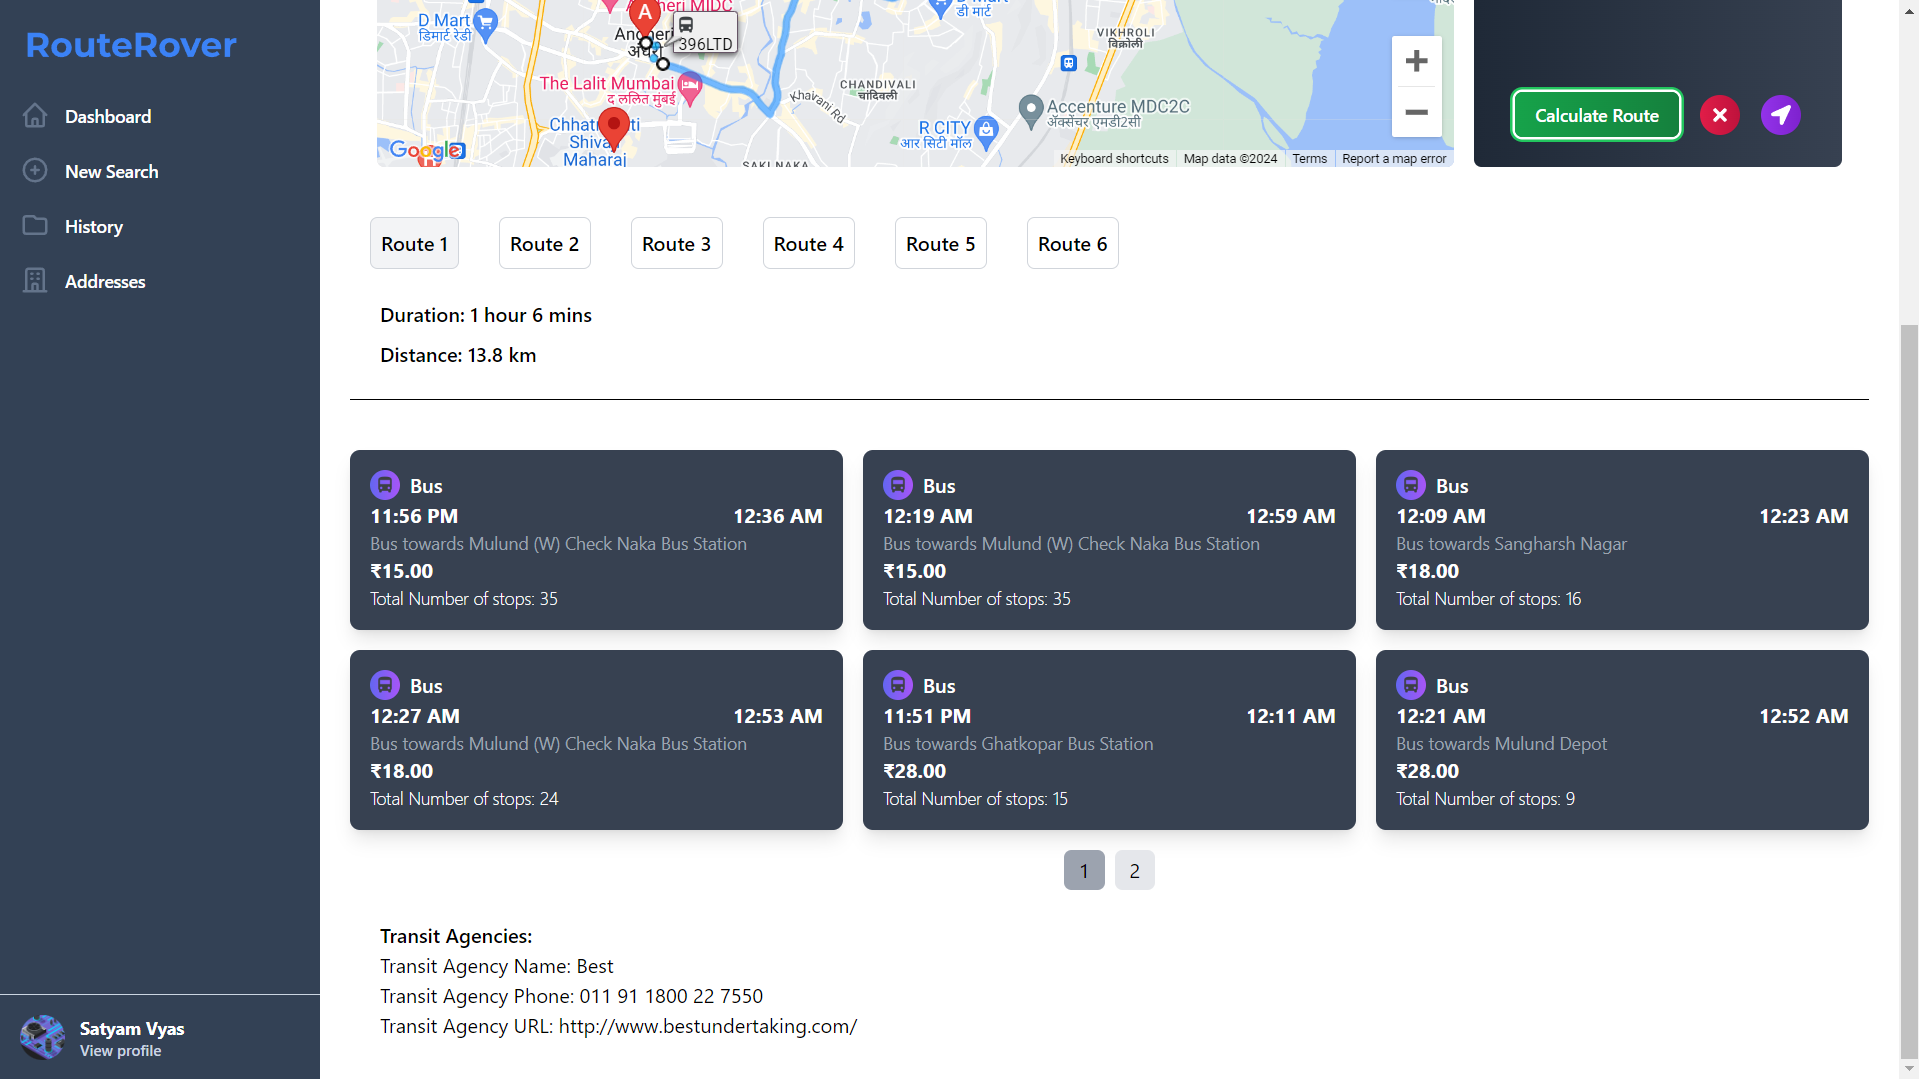 RouteRover
Dashboard
New Search
History
Addresses
Satyam Vyas
View profile
D Mart
डिमार्ट रेडी
Andheri MIDC
A
Andheri
अंधेरी
396LTD
The Lalit Mumbai
द ललित मुंबई
Chhatrapati
Shivaji
Maharaj
Google
Khairani Rd
CHANDIVALI
चांदिवली
R CITY
आर सिटी मॉल
SAKI NAKA
डी मार्ट
VIKHROLI
विक्रोली
Accenture MDC2C
ॲक्सेंचर एमडी2सी
Keyboard shortcuts
Map data ©2024
Terms
Report a map error
Calculate Route
Route 1
Route 2
Route 3
Route 4
Route 5
Route 6
Duration: 1 hour 6 mins
Distance: 13.8 km
Bus
11:56 PM 12:36 AM
Bus towards Mulund (W) Check Naka Bus Station
₹15.00
Total Number of stops: 35
Bus
12:19 AM 12:59 AM
Bus towards Mulund (W) Check Naka Bus Station
₹15.00
Total Number of stops: 35
Bus
12:09 AM 12:23 AM
Bus towards Sangharsh Nagar
₹18.00
Total Number of stops: 16
Bus
12:27 AM 12:53 AM
Bus towards Mulund (W) Check Naka Bus Station
₹18.00
Total Number of stops: 24
Bus
11:51 PM 12:11 AM
Bus towards Ghatkopar Bus Station
₹28.00
Total Number of stops: 15
Bus
12:21 AM 12:52 AM
Bus towards Mulund Depot
₹28.00
Total Number of stops: 9
1
2
Transit Agencies:
Transit Agency Name: Best
Transit Agency Phone: 011 91 1800 22 7550
Transit Agency URL: http://www.bestundertaking.com/